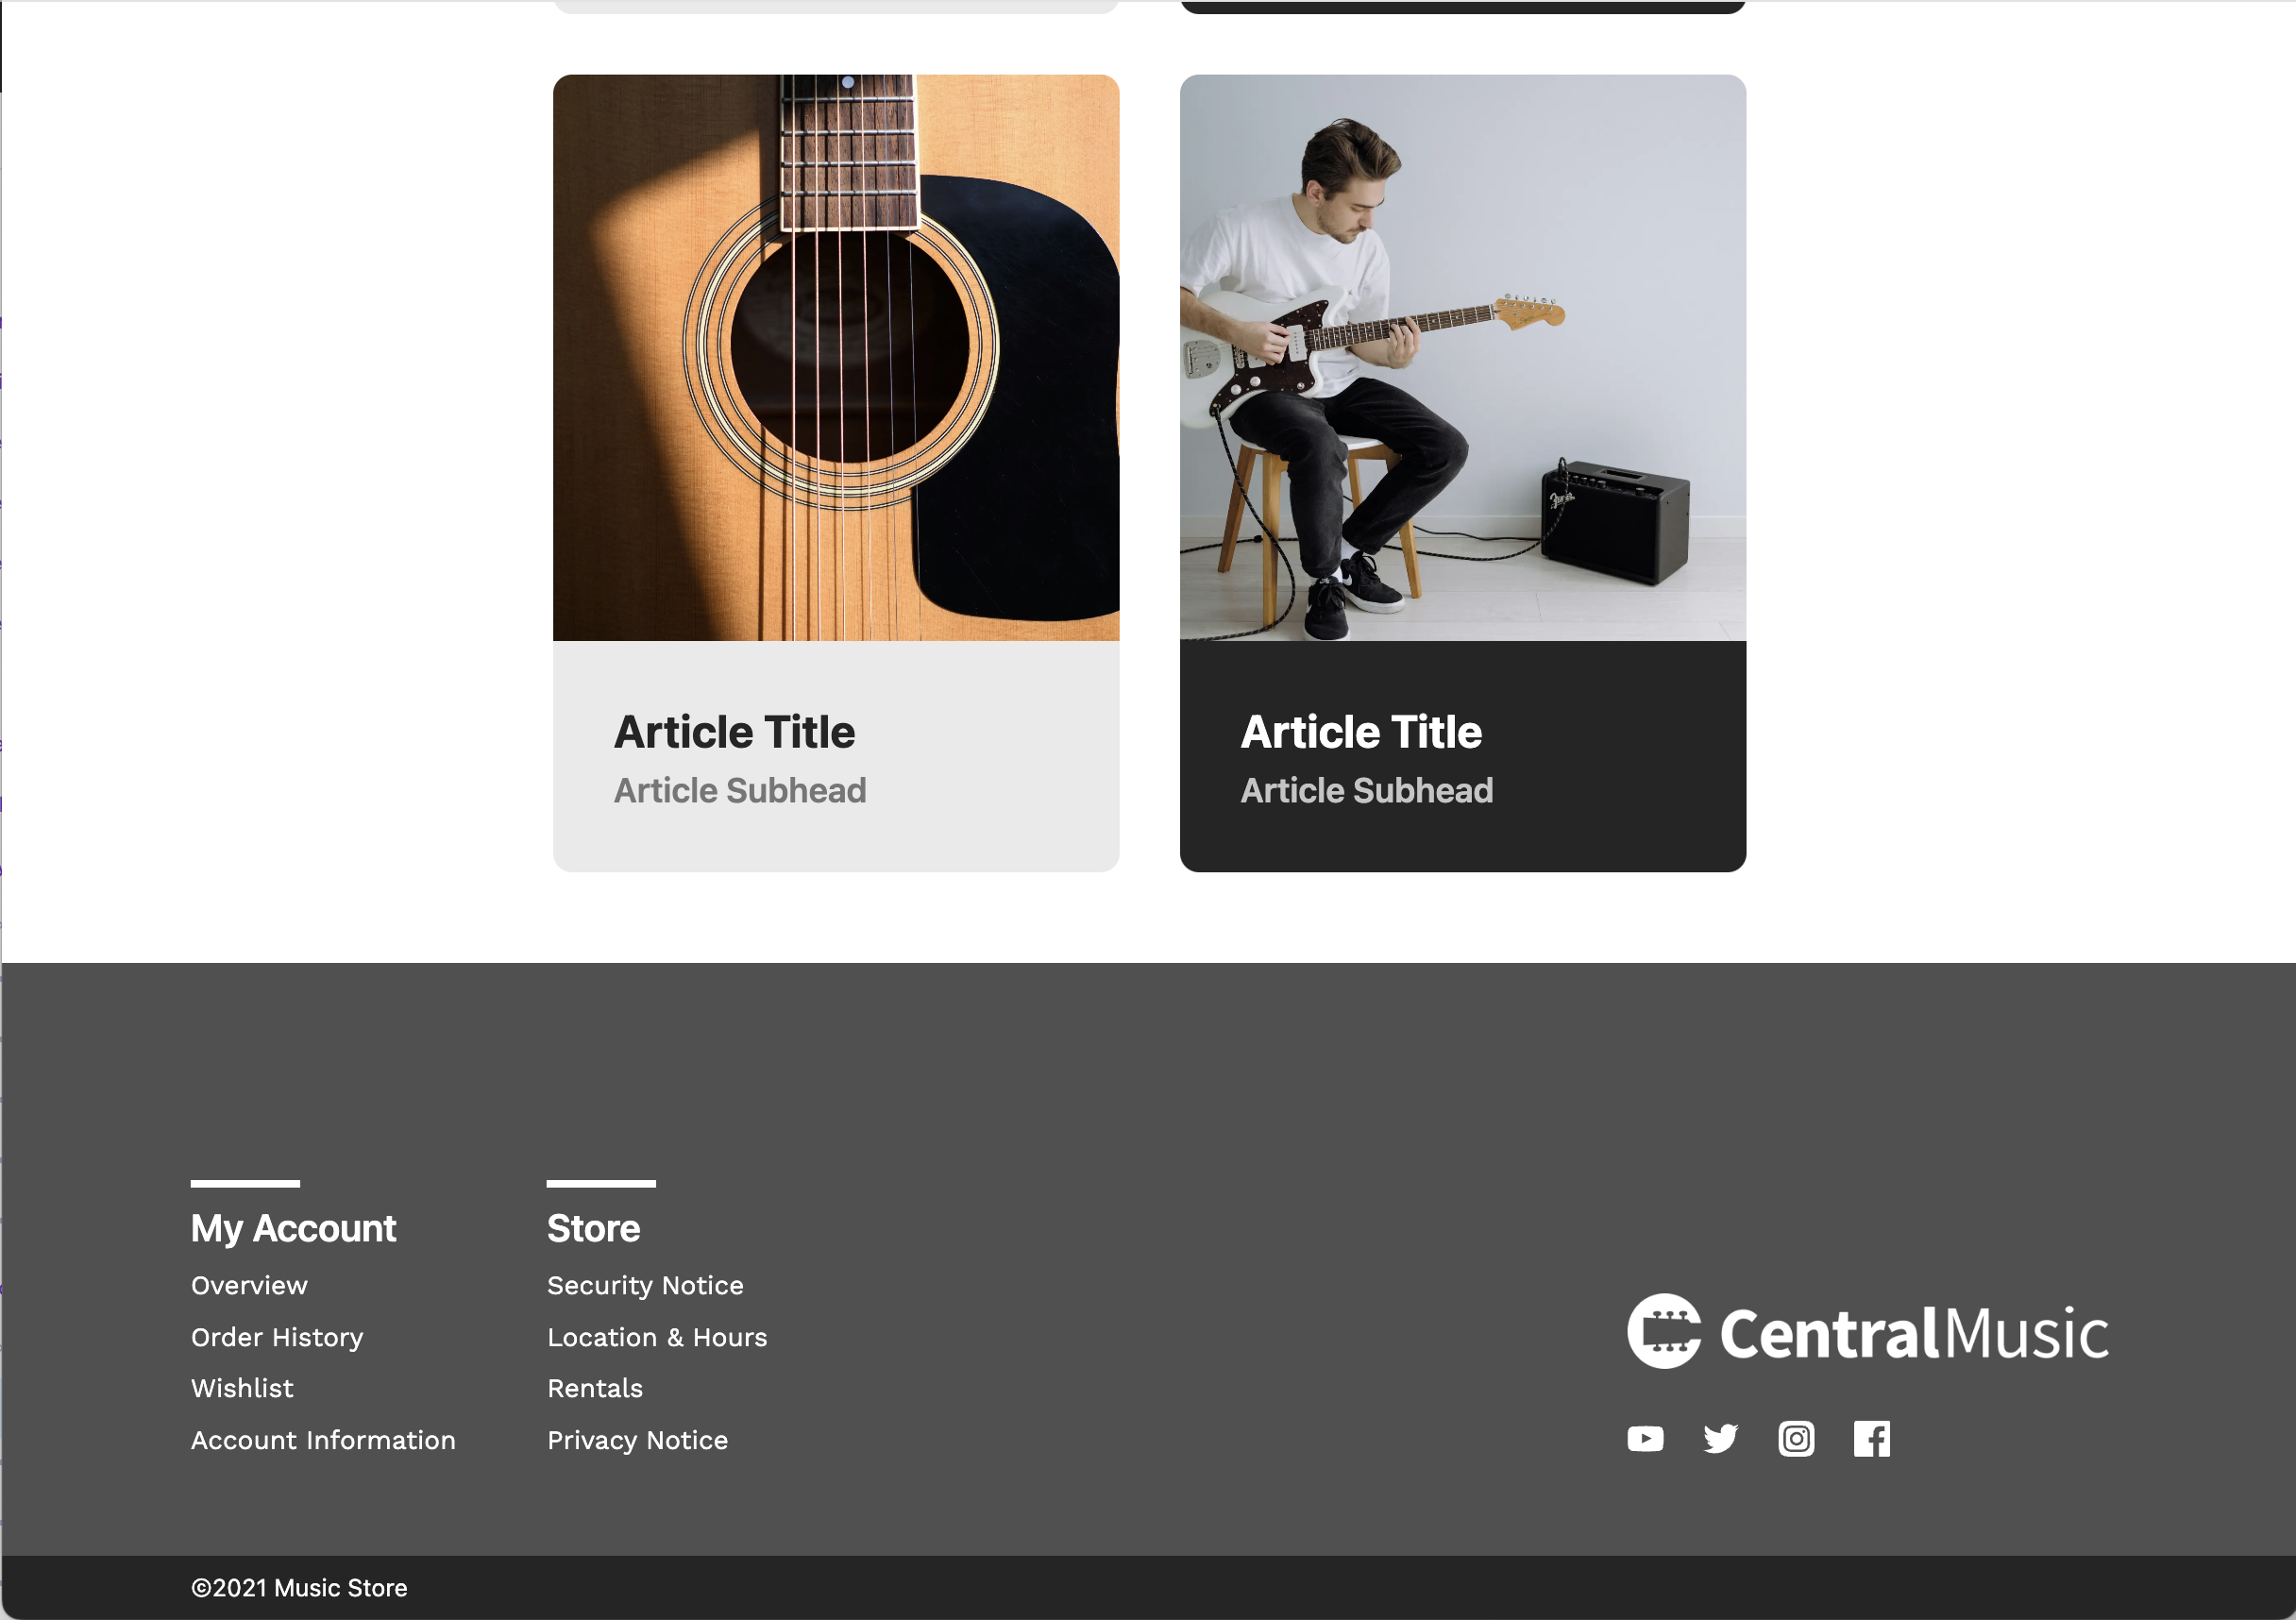 Article Title
Article Subhead
Article Title
Article Subhead
My Account
Overview
Order History
Wishlist
Account Information
Store
Security Notice
Location & Hours
Rentals
Privacy Notice
CentralMusic
©2021 Music Store